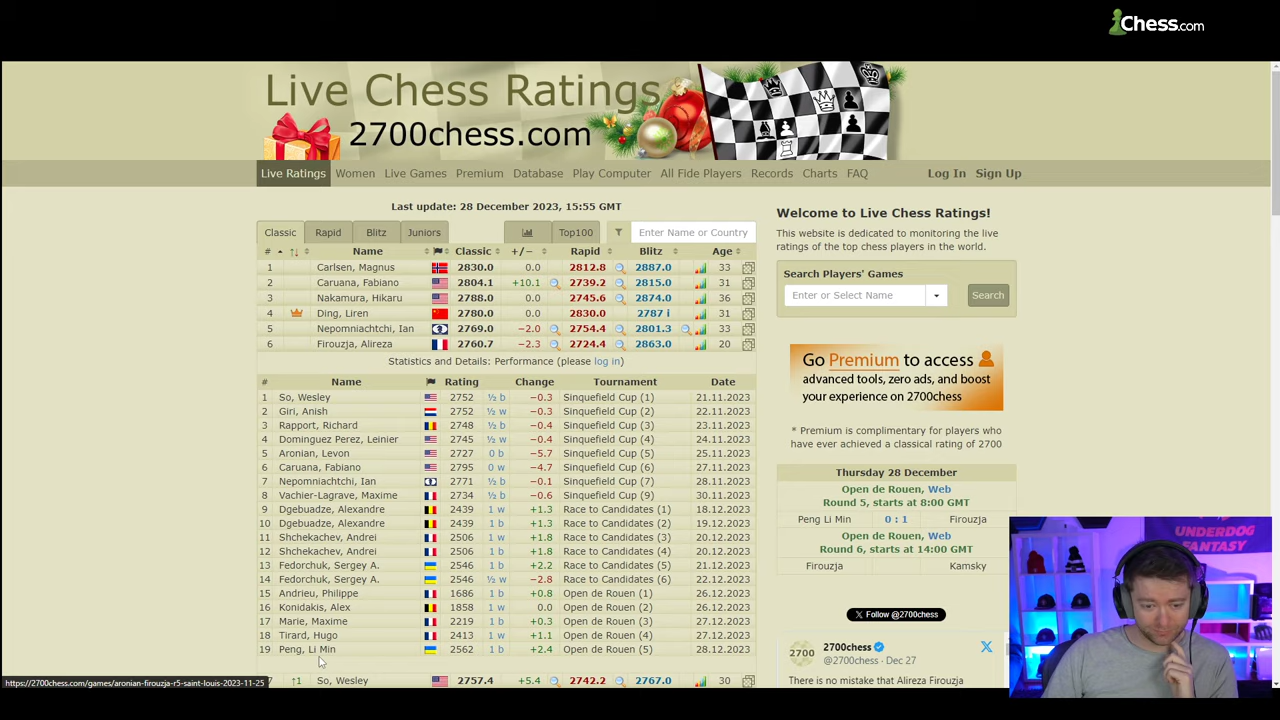 Chess.com
Live Chess Ratings
2700chess.com
Live Ratings Women Live Games Premium Database Play Computer All Fide Players Records Charts FAQ Log In Sign Up
Last update: 28 December 2023, 15:55 GMT
Classic Rapid Blitz Juniors Top100 Enter Name or Country
# Name Classic +/− Rapid Blitz Age
1 Carlsen, Magnus 2830.0 0.0 2812.8 2887.0 33
2 Caruana, Fabiano 2804.1 +10.1 2739.2 2815.0 31
3 Nakamura, Hikaru 2788.0 0.0 2745.6 2874.0 36
4 Ding, Liren 2780.0 0.0 2830.0 2787 i 31
5 Nepomniachtchi, Ian 2769.0 −2.0 2754.4 2801.3 33
6 Firouzja, Alireza 2760.7 −2.3 2724.4 2863.0 20
Statistics and Details: Performance (please log in)
# Name Rating Change Tournament Date
1 So, Wesley 2752 ½ b −0.3 Sinquefield Cup (1) 21.11.2023
2 Giri, Anish 2752 ½ w −0.3 Sinquefield Cup (2) 22.11.2023
3 Rapport, Richard 2748 ½ b −0.4 Sinquefield Cup (3) 23.11.2023
4 Dominguez Perez, Leinier 2745 ½ w −0.4 Sinquefield Cup (4) 24.11.2023
5 Aronian, Levon 2727 0 b −5.7 Sinquefield Cup (5) 25.11.2023
6 Caruana, Fabiano 2795 0 w −4.7 Sinquefield Cup (6) 27.11.2023
7 Nepomniachtchi, Ian 2771 ½ b −0.1 Sinquefield Cup (7) 28.11.2023
8 Vachier-Lagrave, Maxime 2734 ½ b −0.6 Sinquefield Cup (9) 30.11.2023
9 Dgebuadze, Alexandre 2439 1 w +1.3 Race to Candidates (1) 18.12.2023
10 Dgebuadze, Alexandre 2439 1 b +1.3 Race to Candidates (2) 19.12.2023
11 Shchekachev, Andrei 2506 1 w +1.8 Race to Candidates (3) 20.12.2023
12 Shchekachev, Andrei 2506 1 b +1.8 Race to Candidates (4) 20.12.2023
13 Fedorchuk, Sergey A. 2546 1 b +2.2 Race to Candidates (5) 21.12.2023
14 Fedorchuk, Sergey A. 2546 ½ w −2.8 Race to Candidates (6) 22.12.2023
15 Andrieu, Philippe 1686 1 b +0.8 Open de Rouen (1) 26.12.2023
16 Konidakis, Alex 1858 1 w 0.0 Open de Rouen (2) 26.12.2023
17 Marie, Maxime 2219 1 b +0.3 Open de Rouen (3) 27.12.2023
18 Tirard, Hugo 2413 1 w +1.1 Open de Rouen (4) 27.12.2023
19 Peng, Li Min 2562 1 b +2.4 Open de Rouen (5) 28.12.2023
↑1 So, Wesley 2757.4 +5.4 2742.2 2767.0 30
https://2700chess.com/games/aronian-firouzja-r5-saint-louis-2023-11-25
Welcome to Live Chess Ratings!
This website is dedicated to monitoring the live
ratings of the top chess players in the world.
Search Players' Games
Enter or Select Name Search
Go Premium to access
advanced tools, zero ads, and boost
your experience on 2700chess
* Premium is complimentary for players who
have ever achieved a classical rating of 2700
Thursday 28 December
Open de Rouen, Web
Round 5, starts at 8:00 GMT
Peng Li Min 0 : 1 Firouzja
Open de Rouen, Web
Round 6, starts at 14:00 GMT
Firouzja Kamsky
X Follow @2700chess
2700 2700chess
@2700chess · Dec 27
There is no mistake that Alireza Firouzja
UNDERDOG
FANTASY